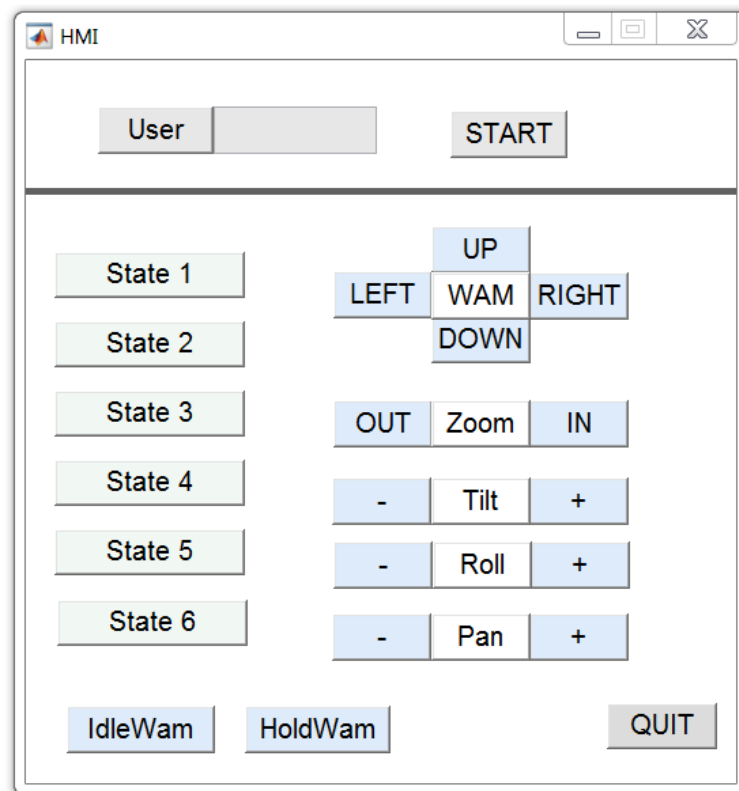 HMI
User
START
State 1
State 2
State 3
State 4
State 5
State 6
UP
LEFT WAM RIGHT
DOWN
OUT Zoom IN
- Tilt +
- Roll +
- Pan +
IdleWam HoldWam QUIT